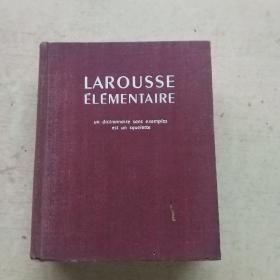 LAROUSSE
ÉLÉMENTAIRE
un dictionnaire sans exemples
est un squelette